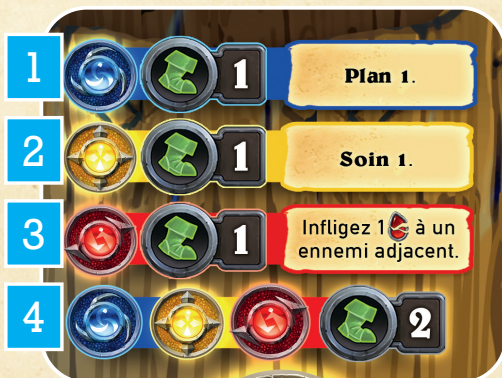 1 1 Plan 1.
2 1 Soin 1.
3 1 Infligez 1 à un
ennemi adjacent.
4 2